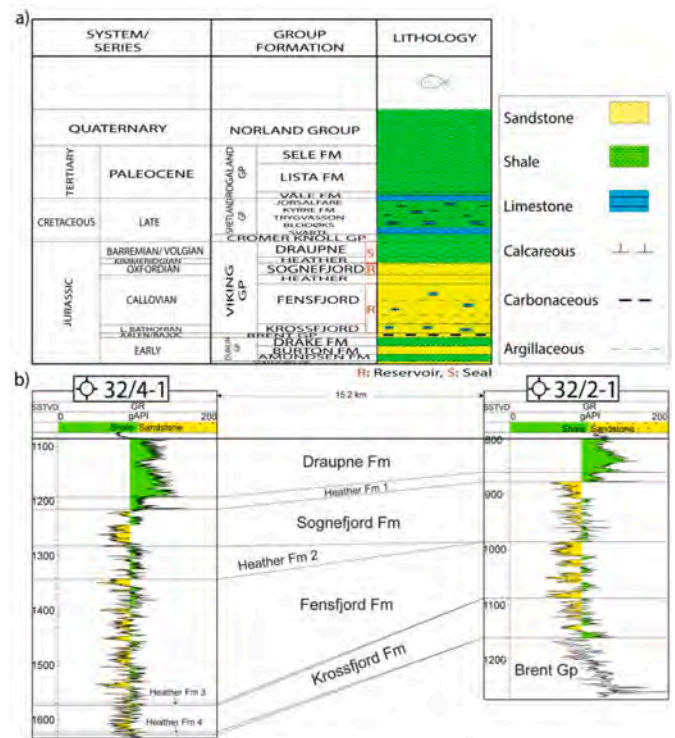 a)
SYSTEM/ SERIES
GROUP FORMATION
LITHOLOGY
QUATERNARY
NORLAND GROUP
TERTIARY
PALEOCENE
ROGALAND GP
SELE FM
LISTA FM
VÅLE FM
CRETACEOUS
LATE
SHETLAND GP
JORSALFARE
KYRRE FM
TRYGVASSON
BLODØKS
SVARTE
CROMER KNOLL GP
JURASSIC
BARREMIAN/ VOLGIAN
KIMMERIDGIAN
OXFORDIAN
CALLOVIAN
L. BATHONIAN
EARLY
VIKING GP
DRAUPNE
HEATHER
S
SOGNEFJORD
R
HEATHER
FENSFJORD
R
KROSSFJORD
BRENT GP
DRAKE FM
BURTON FM
AMUNDSEN FM
Sandstone
Shale
Limestone
Calcareous
Carbonaceous
Argillaceous
R: Reservoir, S: Seal
b)
32/4-1
15.2 km
32/2-1
SSTVD
0
GR
gAPI
200
Shale
Sandstone
SSTVD
0
GR
gAPI
200
Shale
Sandstone
1100
1200
1300
1400
1500
1600
800
900
1000
1100
1200
Draupne Fm
Heather Fm 1
Sognefjord Fm
Heather Fm 2
Fensfjord Fm
Krossfjord Fm
Heather Fm 3
Heather Fm 4
Brent Gp